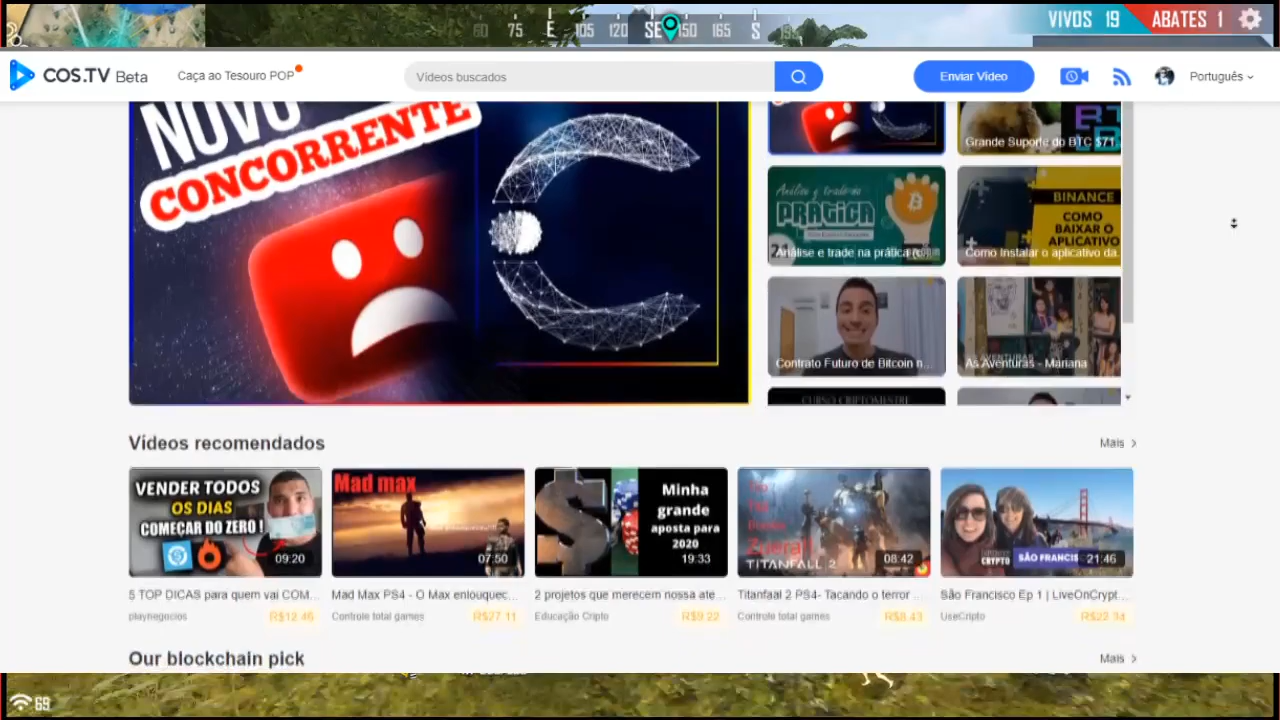 60 75 E 105 120 SE 150 165 S 195
VIVOS 19 ABATES 1
COS.TV Beta
Caça ao Tesouro POP
Vídeos buscados
Enviar Vídeo
Português
NOVO
CONCORRENTE
Grande Suporte do BTC $71...
Análise y trade na
PRÁTICA
Análise e trade na prática (c...
BINANCE
COMO
BAIXAR O
APLICATIVO
Como Instalar o aplicativo da...
Contrato Futuro de Bitcoin n...
AVENTURAS
As Aventuras - Mariana
CURSO CRIPTOMESTRE
Vídeos recomendados
Mais
VENDER TODOS
OS DIAS
COMEÇAR DO ZERO !
09:20
5 TOP DICAS para quem vai COM...
playnegocios
R$12.46
Mad max
07:50
Mad Max PS4 - O Max enlouquec...
Controle total games
R$27.11
Minha
grande
aposta para
2020
19:33
2 projetos que merecem nossa ate...
Educação Cripto
R$9.22
Zuera!!
TITANFALL 2
08:42
Titanfaal 2 PS4- Tacando o terror ...
Controle total games
R$8.43
CRYPTO
SÃO FRANCIS
21:46
São Francisco Ep 1 | LiveOnCrypt...
UseCripto
R$22.34
Our blockchain pick
Mais
69